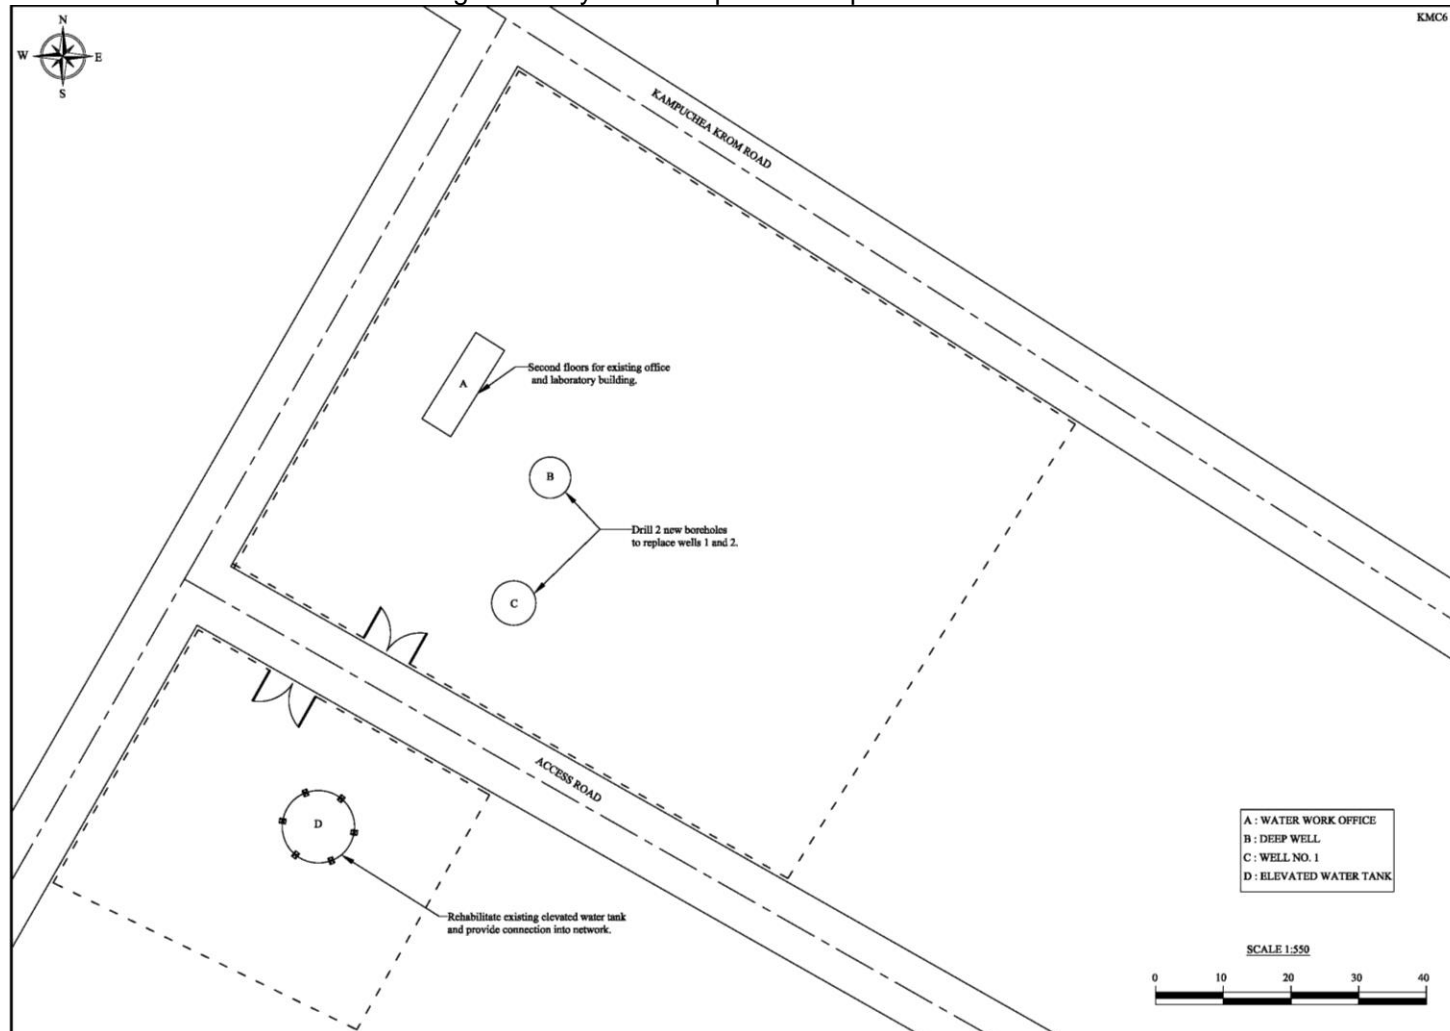 KMC6
N
W
E
S
KAMPUCHEA KROM ROAD
A
Second floors for existing office
and laboratory building.
B
Drill 2 new boreholes
to replace wells 1 and 2.
C
ACCESS ROAD
D
Rehabilitate existing elevated water tank
and provide connection into network.
A : WATER WORK OFFICE
B : DEEP WELL
C : WELL NO. 1
D : ELEVATED WATER TANK
SCALE 1:550
0 10 20 30 40